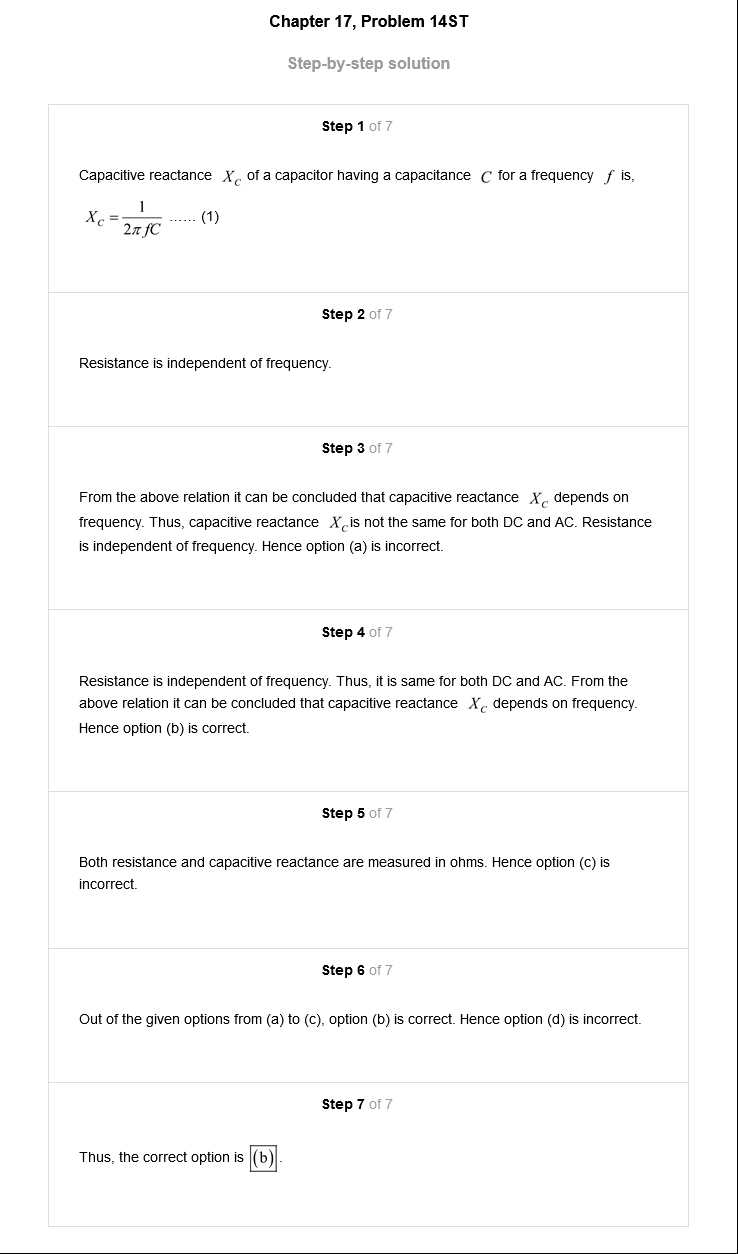 Chapter 17, Problem 14ST
Step-by-step solution
Step 1 of 7
Capacitive reactance X_C of a capacitor having a capacitance C for a frequency f is,
X_C = 1/(2π fC) ...... (1)
Step 2 of 7
Resistance is independent of frequency.
Step 3 of 7
From the above relation it can be concluded that capacitive reactance X_C depends on
frequency. Thus, capacitive reactance X_C is not the same for both DC and AC. Resistance
is independent of frequency. Hence option (a) is incorrect.
Step 4 of 7
Resistance is independent of frequency. Thus, it is same for both DC and AC. From the
above relation it can be concluded that capacitive reactance X_C depends on frequency.
Hence option (b) is correct.
Step 5 of 7
Both resistance and capacitive reactance are measured in ohms. Hence option (c) is
incorrect.
Step 6 of 7
Out of the given options from (a) to (c), option (b) is correct. Hence option (d) is incorrect.
Step 7 of 7
Thus, the correct option is (b).